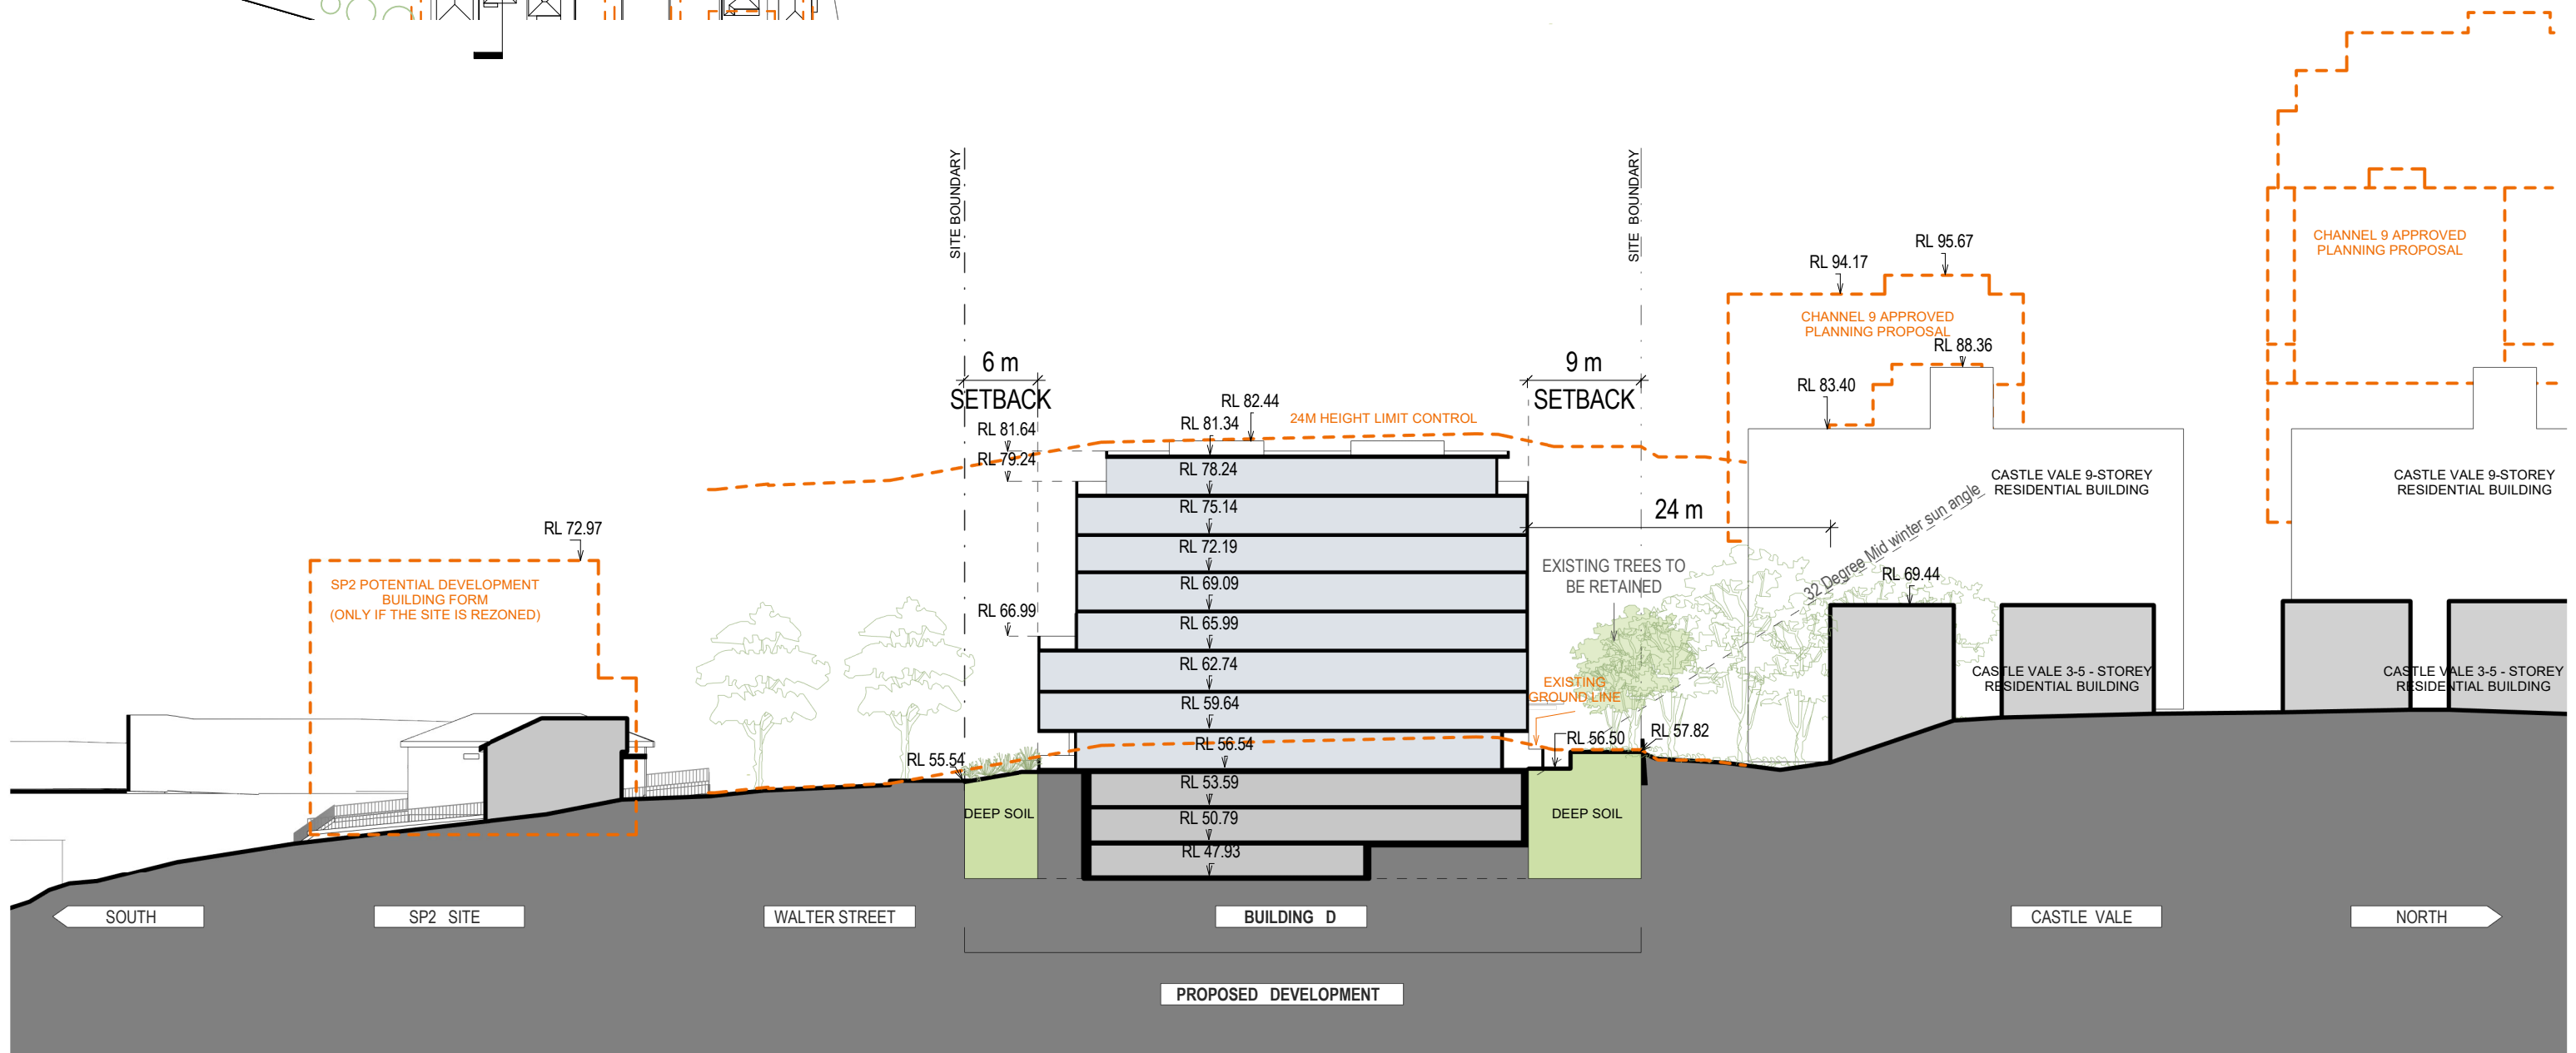 SITE BOUNDARY
SITE BOUNDARY
CHANNEL 9 APPROVED
PLANNING PROPOSAL
RL 95.67
RL 94.17
CHANNEL 9 APPROVED
PLANNING PROPOSAL
RL 88.36
RL 83.40
6 m
SETBACK
9 m
SETBACK
RL 82.44
24M HEIGHT LIMIT CONTROL
RL 81.64
RL 81.34
RL 79.24
RL 78.24
CASTLE VALE 9-STOREY
RESIDENTIAL BUILDING
CASTLE VALE 9-STOREY
RESIDENTIAL BUILDING
RL 75.14
24 m
RL 72.97
RL 72.19
32 Degree Mid winter sun angle
EXISTING TREES TO
BE RETAINED
SP2 POTENTIAL DEVELOPMENT
BUILDING FORM
(ONLY IF THE SITE IS REZONED)
RL 69.09
RL 69.44
RL 66.99
RL 65.99
RL 62.74
CASTLE VALE 3-5 - STOREY
RESIDENTIAL BUILDING
CASTLE VALE 3-5 - STOREY
RESIDENTIAL BUILDING
EXISTING
GROUND LINE
RL 59.64
RL 56.54
RL 56.50
RL 57.82
RL 55.54
RL 53.59
DEEP SOIL
RL 50.79
DEEP SOIL
RL 47.93
SOUTH
SP2 SITE
WALTER STREET
BUILDING D
CASTLE VALE
NORTH
PROPOSED DEVELOPMENT